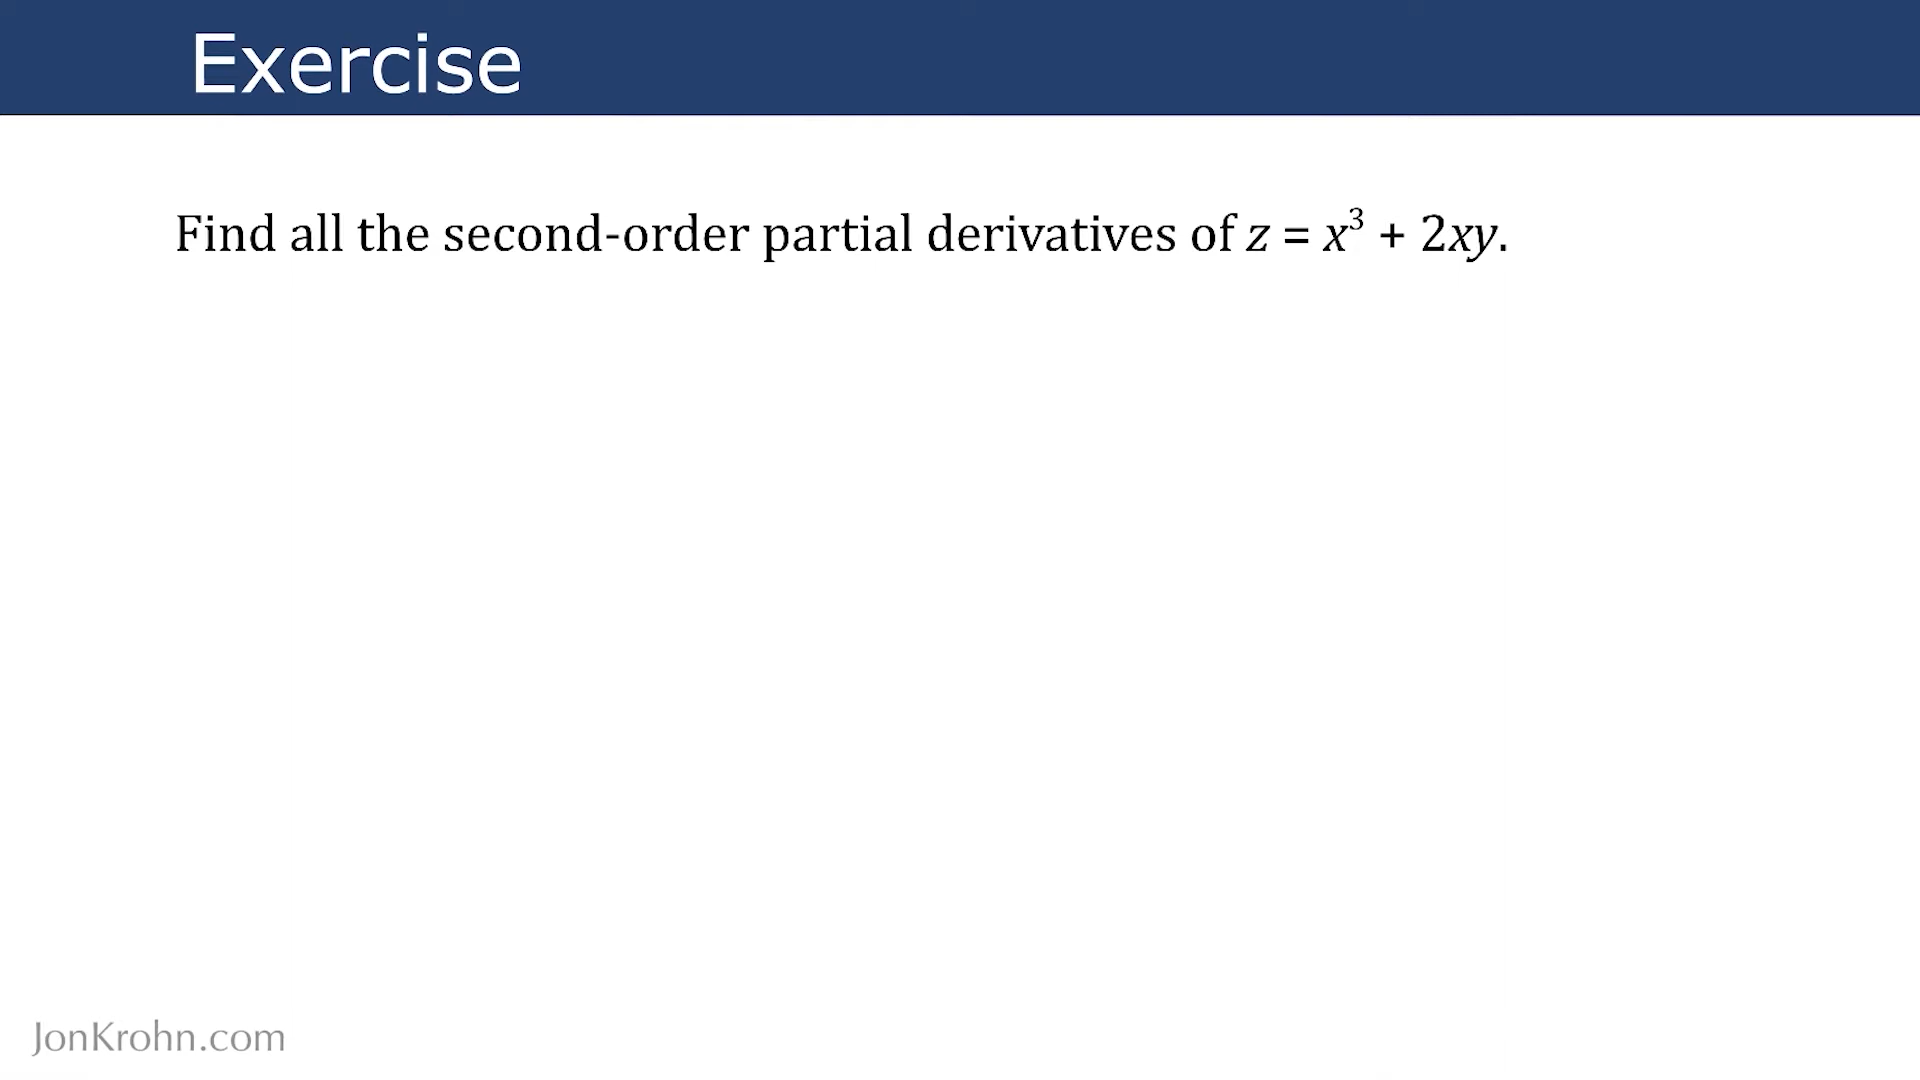 Exercise
Find all the second-order partial derivatives of z = x³ + 2xy.
JonKrohn.com